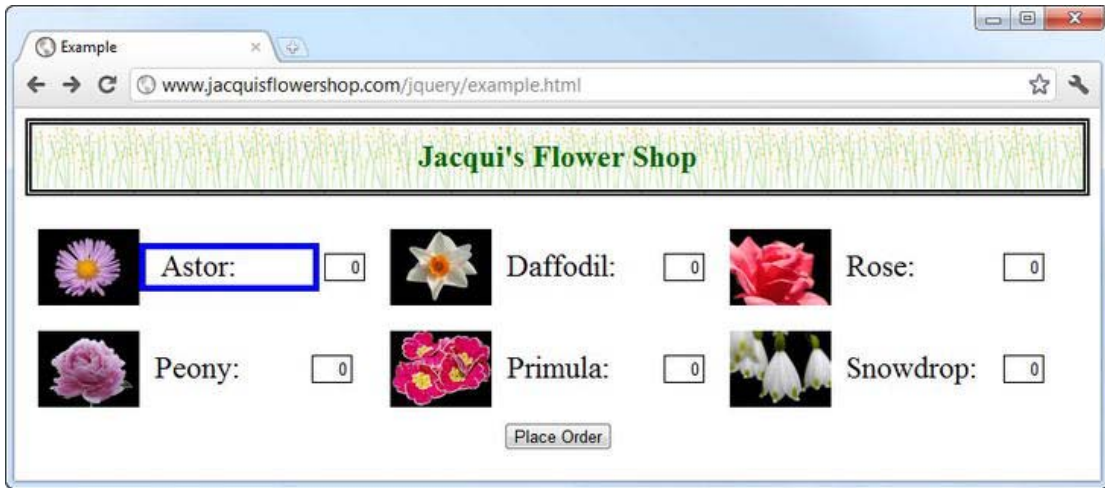 Example
www.jacquisflowershop.com/jquery/example.html
Jacqui's Flower Shop
Astor: 0 Daffodil: 0 Rose: 0
Peony: 0 Primula: 0 Snowdrop: 0
Place Order